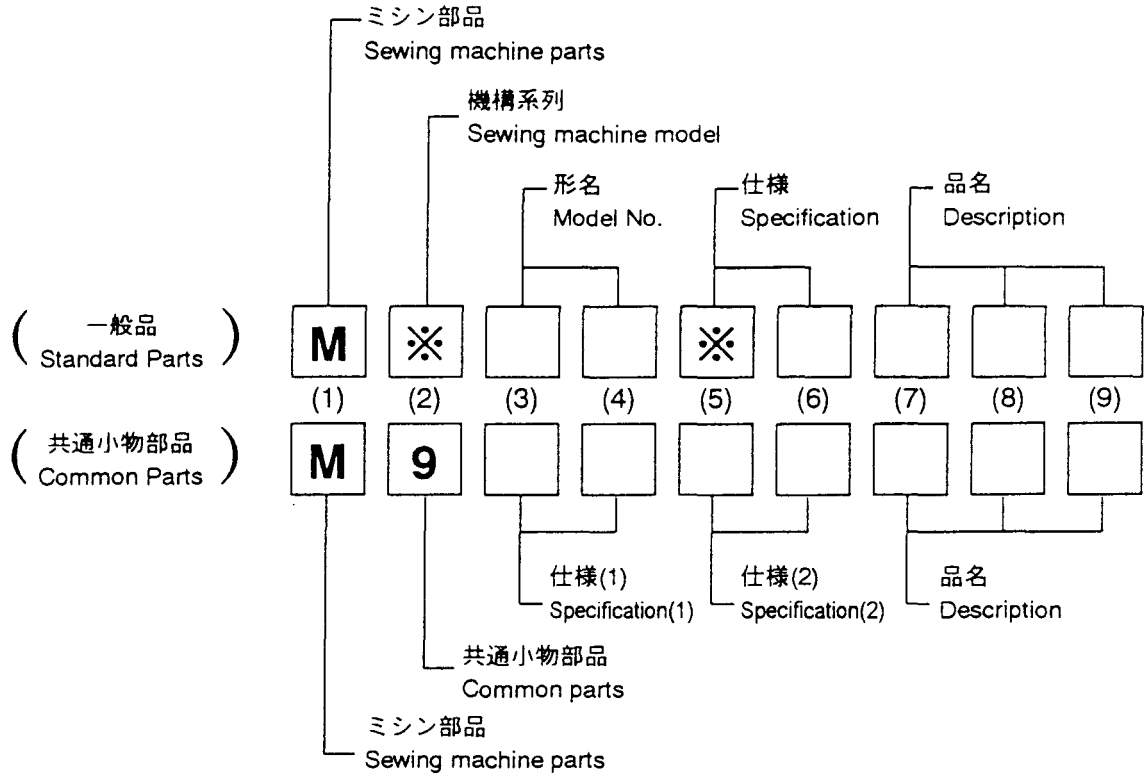 ミシン部品
Sewing machine parts
機構系列
Sewing machine model
形名
Model No.
仕様
Specification
品名
Description
(一般品
Standard Parts)
M ※ ※
(1) (2) (3) (4) (5) (6) (7) (8) (9)
(共通小物部品
Common Parts)
M 9
仕様(1)
Specification(1)
仕様(2)
Specification(2)
品名
Description
共通小物部品
Common parts
ミシン部品
Sewing machine parts